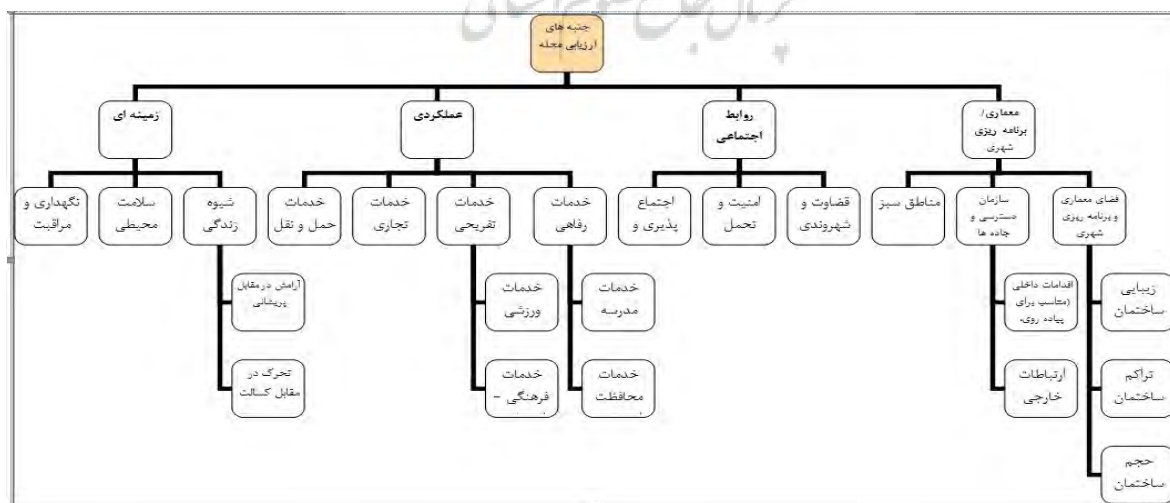 جنبه های
ارزیابی محله
معماری/
برنامه ریزی
شهری
روابط
اجتماعی
عملکردی
زمینه ای
فضای معماری
و برنامه ریزی
شهری
سازمان
دسترسی و
جاده ها
مناطق سبز
قضاوت و
شهروندی
امنیت و
تحمل
اجتماع
پذیری و
خدمات
رفاهی
خدمات
تفریحی
خدمات
تجاری
خدمات
حمل و نقل
شیوه
زندگی
سلامت
محیطی
نگهداری و
مراقبت
زیبایی
ساختمان
اقدامات داخلی
(متناسب برای
پیاده روی،
خدمات
مدرسه
خدمات
ورزشی
آرامش در مقابل
پریشانی
تراکم
ساختمان
ارتباطات
خارجی
خدمات
محافظت
خدمات
فرهنگی –
تحرک در
مقابل کسالت
حجم
ساختمان